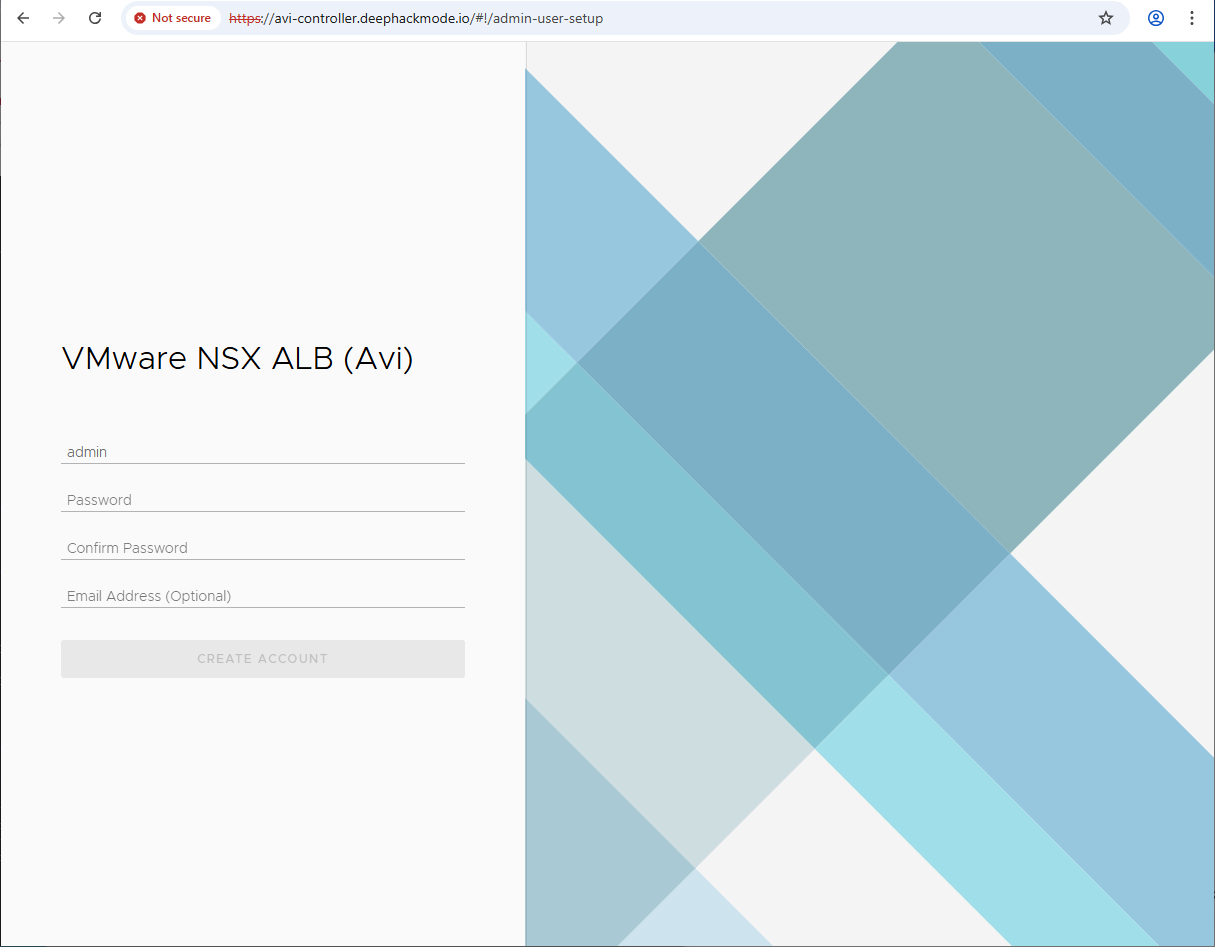 Not secure https://avi-controller.deephackmode.io/#!/admin-user-setup
VMware NSX ALB (Avi)
admin
Password
Confirm Password
Email Address (Optional)
CREATE ACCOUNT